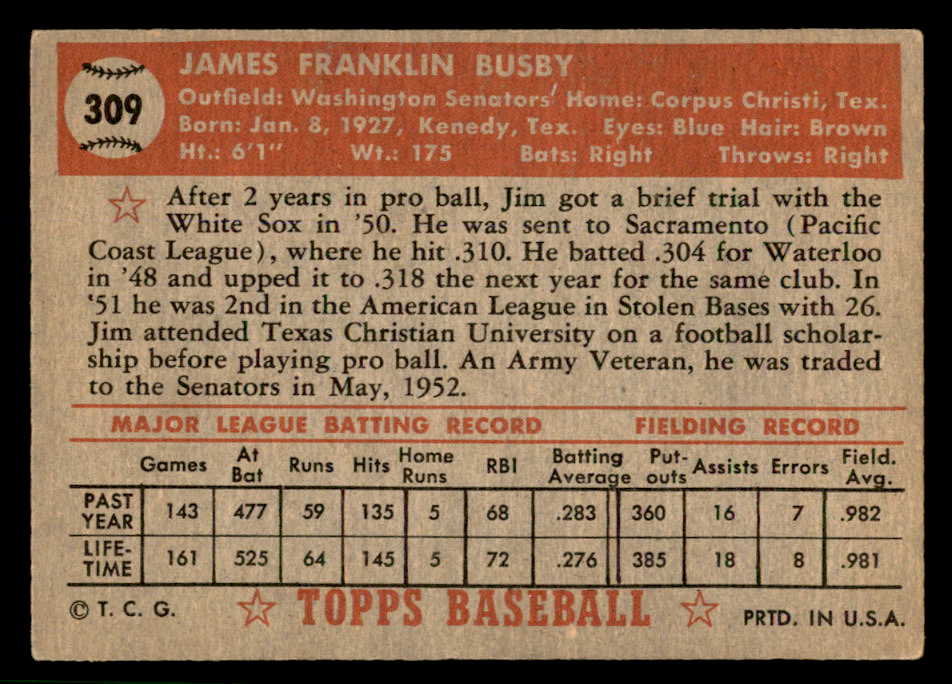 309
JAMES FRANKLIN BUSBY
Outfield: Washington Senators' Home: Corpus Christi, Tex.
Born: Jan. 8, 1927, Kenedy, Tex. Eyes: Blue Hair: Brown
Ht.: 6'1" Wt.: 175 Bats: Right Throws: Right
After 2 years in pro ball, Jim got a brief trial with the
White Sox in '50. He was sent to Sacramento (Pacific
Coast League), where he hit .310. He batted .304 for Waterloo
in '48 and upped it to .318 the next year for the same club. In
'51 he was 2nd in the American League in Stolen Bases with 26.
Jim attended Texas Christian University on a football scholar-
ship before playing pro ball. An Army Veteran, he was traded
to the Senators in May, 1952.
MAJOR LEAGUE BATTING RECORD FIELDING RECORD
Games At Bat Runs Hits Home Runs RBI Batting Average Put-outs Assists Errors Field. Avg.
PAST YEAR 143 477 59 135 5 68 .283 360 16 7 .982
LIFE-TIME 161 525 64 145 5 72 .276 385 18 8 .981
© T. C. G. TOPPS BASEBALL PRTD. IN U.S.A.